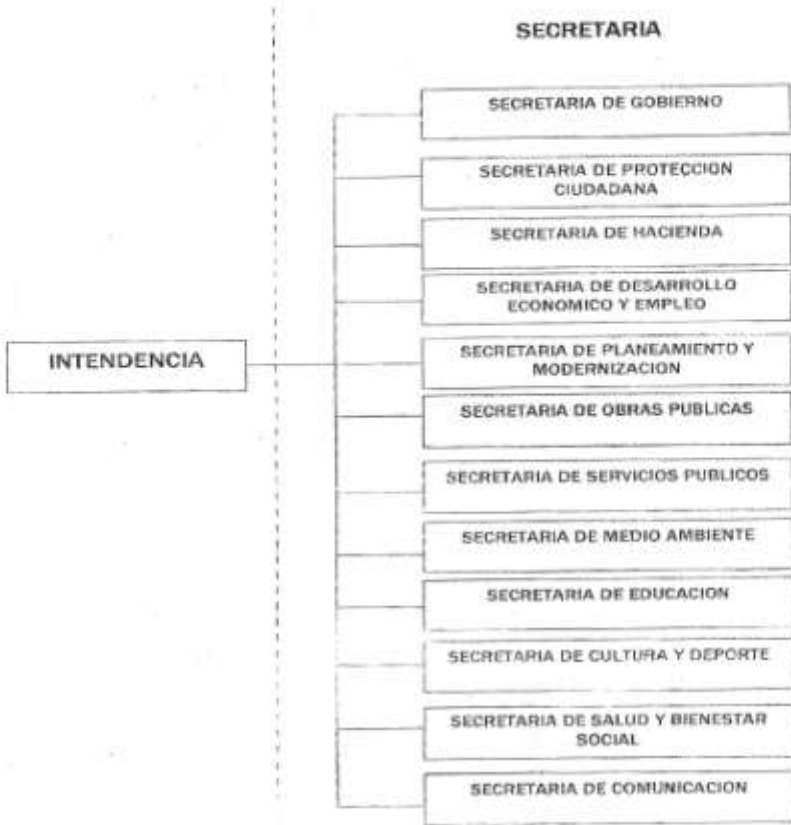 SECRETARIA
SECRETARIA DE GOBIERNO
SECRETARIA DE PROTECCION
CIUDADANA
SECRETARIA DE HACIENDA
SECRETARIA DE DESARROLLO
ECONOMICO Y EMPLEO
INTENDENCIA
SECRETARIA DE PLANEAMIENTO Y
MODERNIZACION
SECRETARIA DE OBRAS PUBLICAS
SECRETARIA DE SERVICIOS PUBLICOS
SECRETARIA DE MEDIO AMBIENTE
SECRETARIA DE EDUCACION
SECRETARIA DE CULTURA Y DEPORTE
SECRETARIA DE SALUD Y BIENESTAR
SOCIAL
SECRETARIA DE COMUNICACION